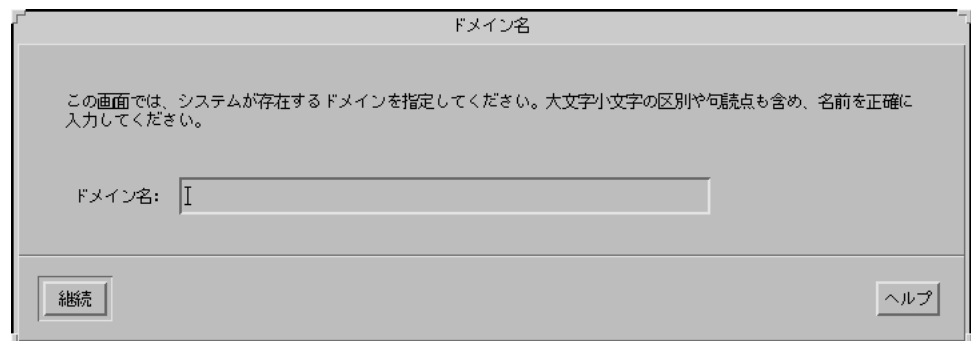 ドメイン名
この画面では、システムが存在するドメインを指定してください。大文字小文字の区別や句読点も含め、名前を正確に
入力してください。
ドメイン名:
継続
ヘルプ